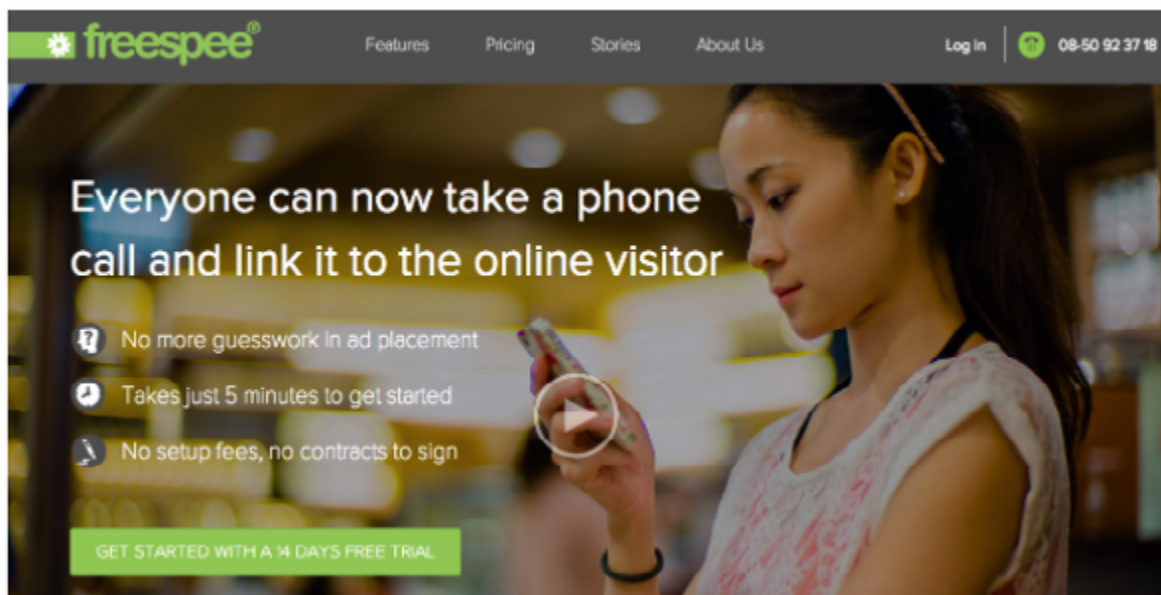 freespee®
Features
Pricing
Stories
About Us
Log in
08-50 92 37 18
Everyone can now take a phone
call and link it to the online visitor
No more guesswork in ad placement
Takes just 5 minutes to get started
No setup fees, no contracts to sign
GET STARTED WITH A 14 DAYS FREE TRIAL